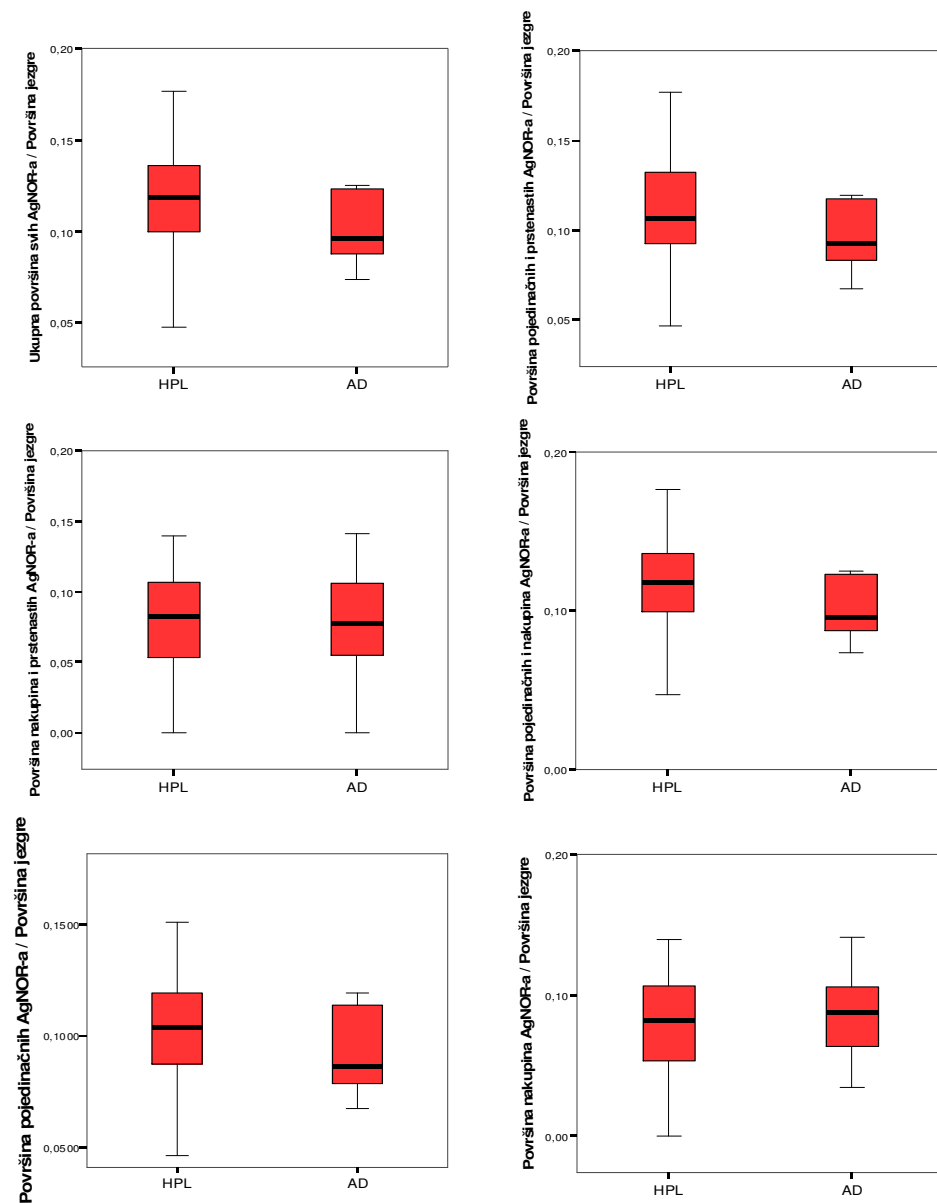 Ukupna površina svih AgNOR-a / Površina jezgre
0,20
0,15
0,10
0,05
HPL
AD
Površina pojedinačnih i prstenastih AgNOR-a / Površina jezgre
0,20
0,15
0,10
0,05
HPL
AD
Površina nakupina i prstenastih AgNOR-a / Površina jezgre
0,20
0,15
0,10
0,05
0,00
HPL
AD
Površina pojedinačnih i nakupina AgNOR-a / Površina jezgre
0,20
0,10
0,00
HPL
AD
Površina pojedinačnih AgNOR-a / Površina jezgre
0,1500
0,1000
0,0500
HPL
AD
Površina nakupina AgNOR-a / Površina jezgre
0,20
0,10
0,00
HPL
AD